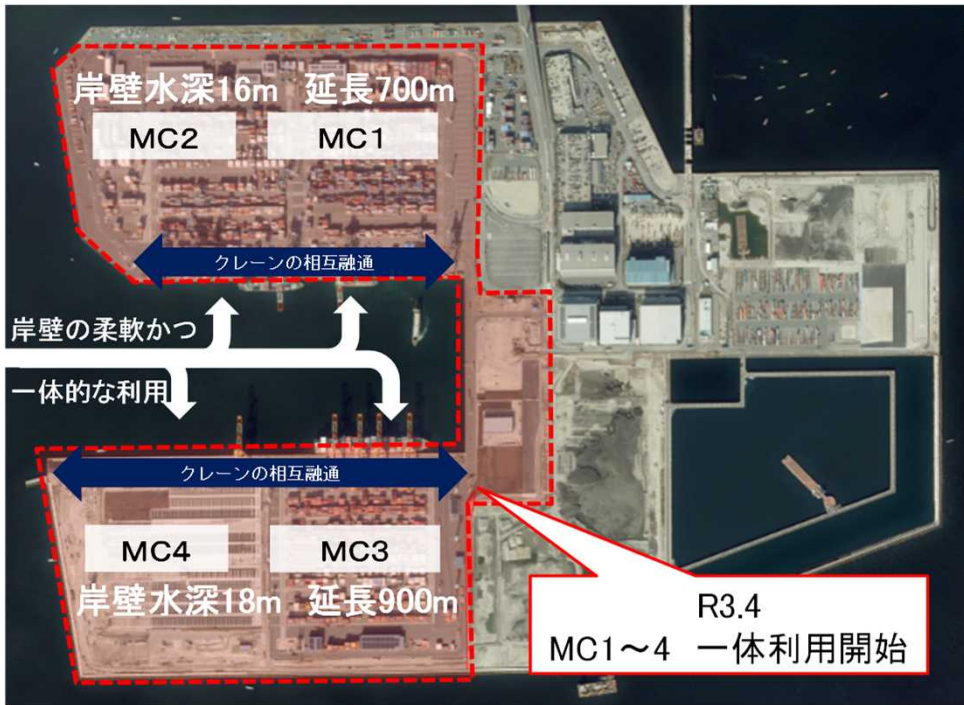 岸壁水深16m 延長700m
MC2 MC1
クレーンの相互融通
岸壁の柔軟かつ
一体的な利用
クレーンの相互融通
MC4 MC3
岸壁水深18m 延長900m
R3.4
MC1~4 一体利用開始